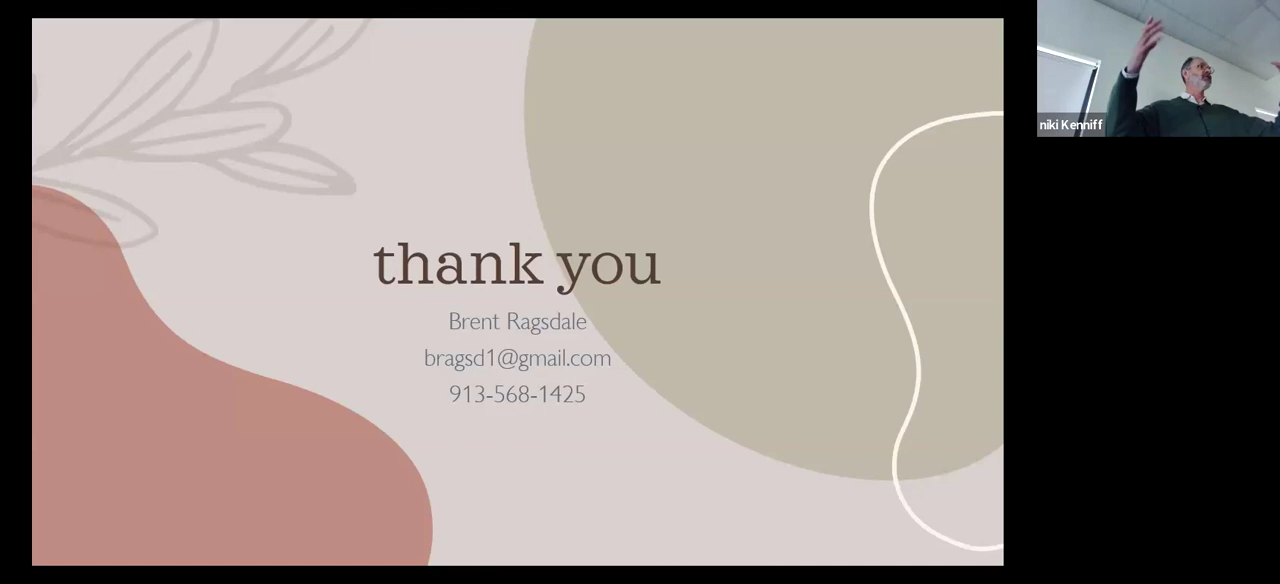 thank you
Brent Ragsdale
bragsd1@gmail.com
913-568-1425
niki Kenniff